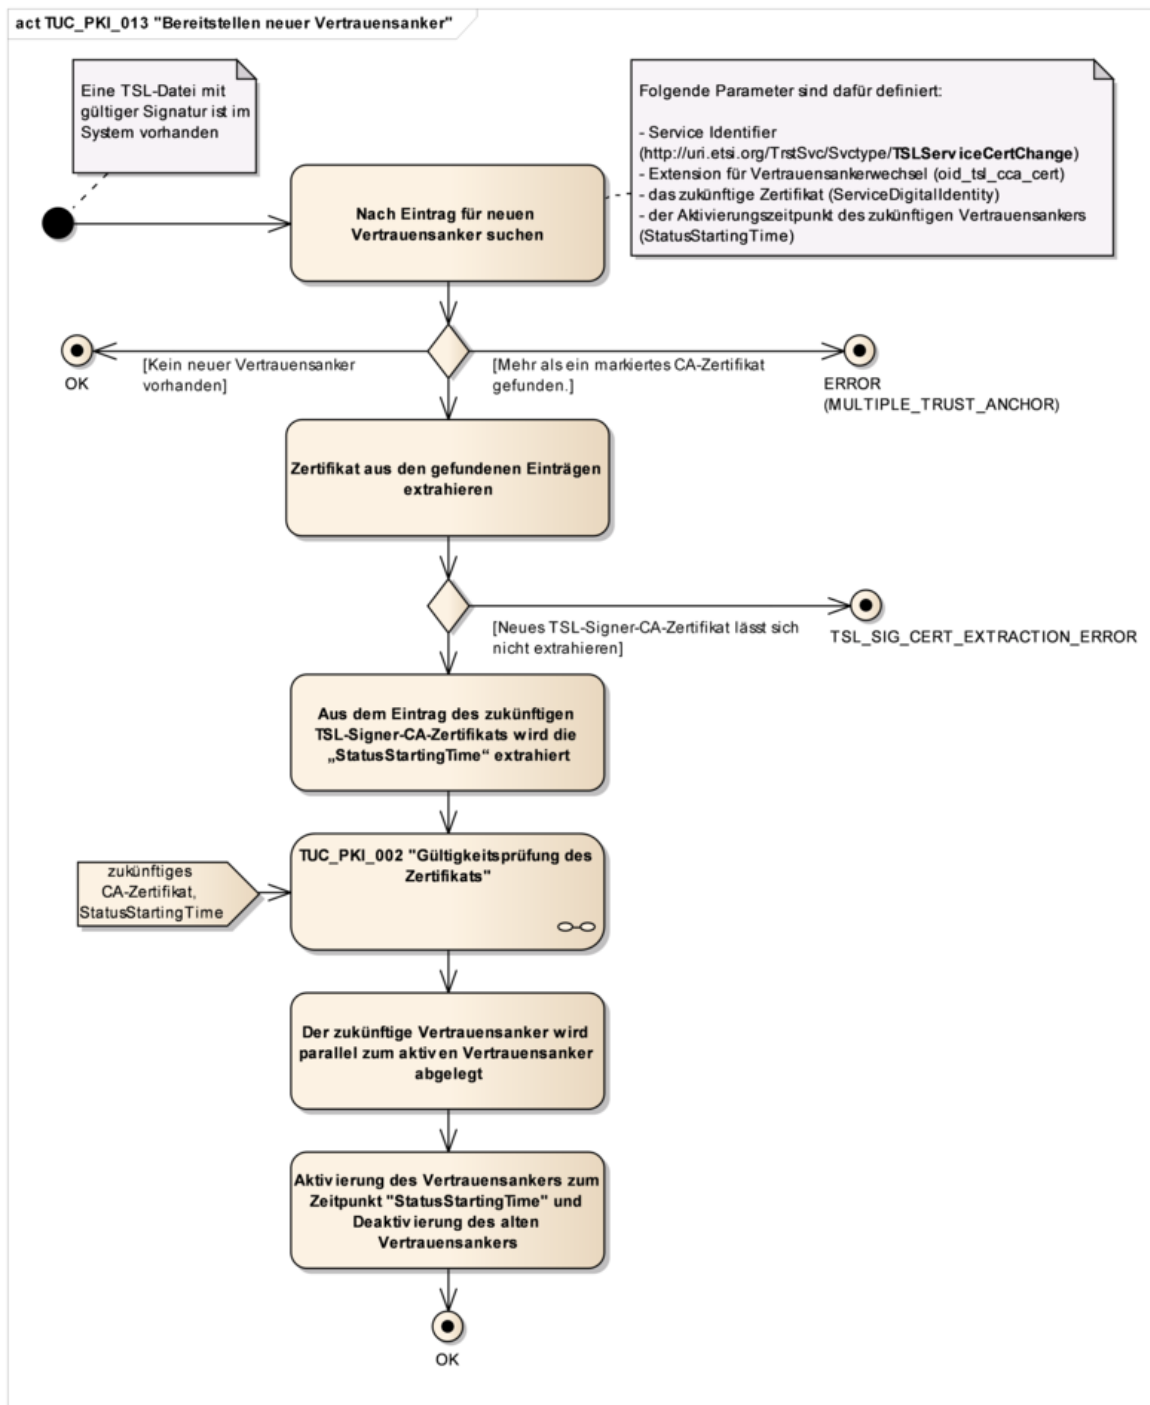 act TUC_PKI_013 "Bereitstellen neuer Vertrauensanker"
Eine TSL-Datei mit
gültiger Signatur ist im
System vorhanden
Folgende Parameter sind dafür definiert:
- Service Identifier
(http://uri.etsi.org/TrstSvc/Svctype/TSLServiceCertChange)
- Extension für Vertrauensankerwechsel (oid_tsl_cca_cert)
- das zukünftige Zertifikat (ServiceDigitalIdentity)
- der Aktivierungszeitpunkt des zukünftigen Vertrauensankers
(StatusStartingTime)
Nach Eintrag für neuen
Vertrauensanker suchen
OK
[Kein neuer Vertrauensanker
vorhanden]
[Mehr als ein markiertes CA-Zertifikat
gefunden.]
ERROR
(MULTIPLE_TRUST_ANCHOR)
Zertifikat aus den gefundenen Einträgen
extrahieren
[Neues TSL-Signer-CA-Zertifikat lässt sich
nicht extrahieren]
TSL_SIG_CERT_EXTRACTION_ERROR
Aus dem Eintrag des zukünftigen
TSL-Signer-CA-Zertifikats wird die
„StatusStartingTime“ extrahiert
zukünftiges
CA-Zertifikat,
StatusStartingTime
TUC_PKI_002 "Gültigkeitsprüfung des
Zertifikats"
Der zukünftige Vertrauensanker wird
parallel zum aktiven Vertrauensanker
abgelegt
Aktivierung des Vertrauensankers zum
Zeitpunkt "StatusStartingTime" und
Deaktivierung des alten
Vertrauensankers
OK